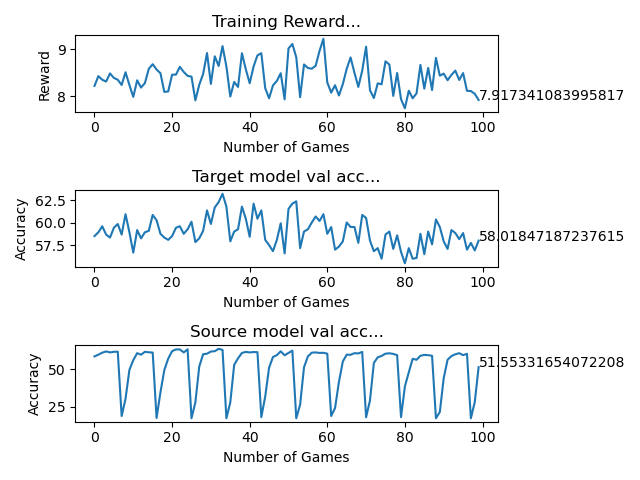 Training Reward...
Reward
9
8
7.917341083995817
0 20 40 60 80 100
Number of Games
Target model val acc...
Accuracy
62.5
60.0
57.5
58.01847187237615
0 20 40 60 80 100
Number of Games
Source model val acc...
Accuracy
50
25
51.55331654072208
0 20 40 60 80 100
Number of Games